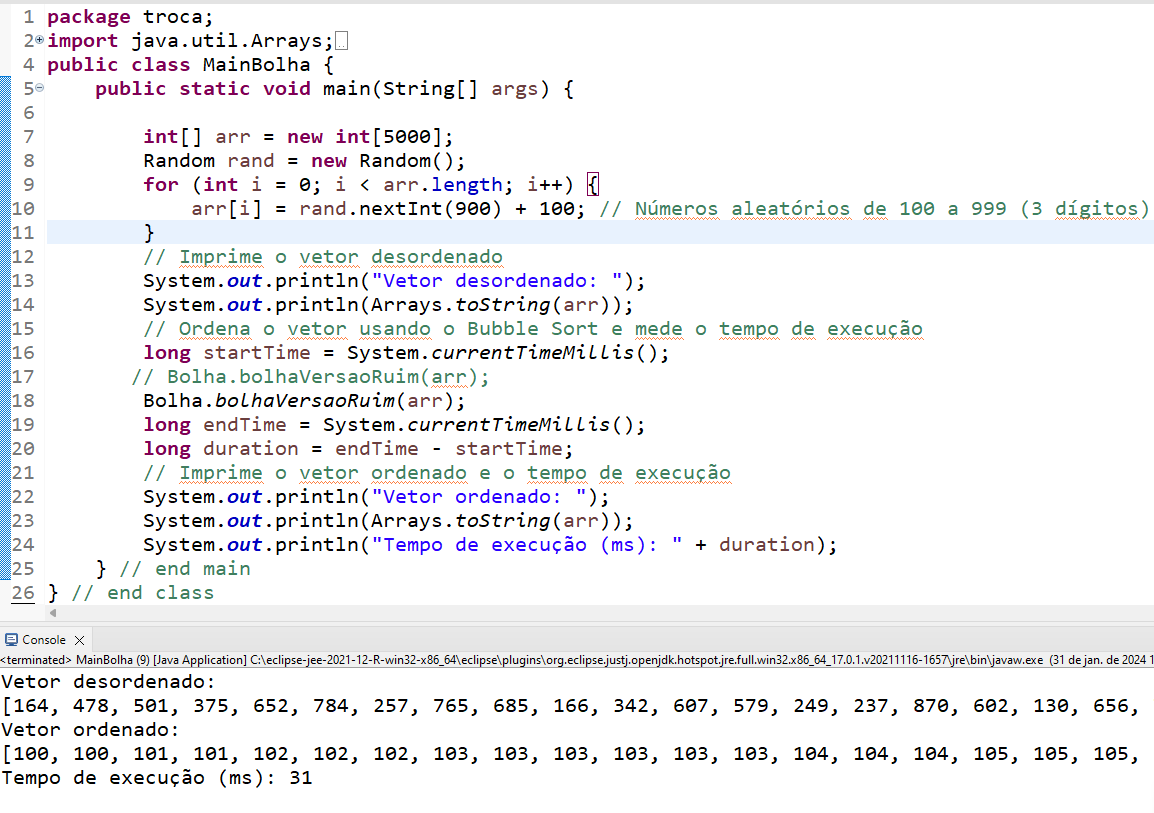 1 package troca;
2 import java.util.Arrays;
4 public class MainBolha {
5     public static void main(String[] args) {
6
7         int[] arr = new int[5000];
8         Random rand = new Random();
9         for (int i = 0; i < arr.length; i++) {
10             arr[i] = rand.nextInt(900) + 100; // Números aleatórios de 100 a 999 (3 dígitos)
11         }
12         // Imprime o vetor desordenado
13         System.out.println("Vetor desordenado: ");
14         System.out.println(Arrays.toString(arr));
15         // Ordena o vetor usando o Bubble Sort e mede o tempo de execução
16         long startTime = System.currentTimeMillis();
17        // Bolha.bolhaVersaoRuim(arr);
18         Bolha.bolhaVersaoRuim(arr);
19         long endTime = System.currentTimeMillis();
20         long duration = endTime - startTime;
21         // Imprime o vetor ordenado e o tempo de execução
22         System.out.println("Vetor ordenado: ");
23         System.out.println(Arrays.toString(arr));
24         System.out.println("Tempo de execução (ms): " + duration);
25     } // end main
26 } // end class
Console
<terminated> MainBolha (9) [Java Application] C:\eclipse-jee-2021-12-R-win32-x86_64\eclipse\plugins\org.eclipse.justj.openjdk.hotspot.jre.full.win32.x86_64_17.0.1.v20211116-1657\jre\bin\javaw.exe (31 de jan. de 2024 1
Vetor desordenado:
[164, 478, 501, 375, 652, 784, 257, 765, 685, 166, 342, 607, 579, 249, 237, 870, 602, 130, 656,
Vetor ordenado:
[100, 100, 101, 101, 102, 102, 102, 103, 103, 103, 103, 103, 103, 104, 104, 104, 105, 105, 105,
Tempo de execução (ms): 31